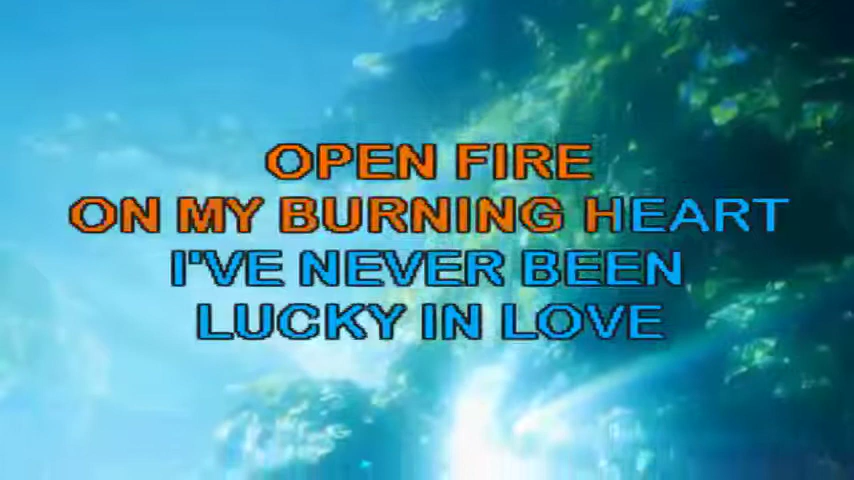 OPEN FIRE
ON MY BURNING HEART
I'VE NEVER BEEN
LUCKY IN LOVE